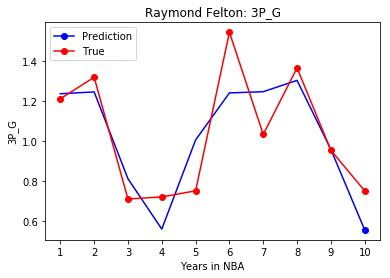 Raymond Felton: 3P_G
Prediction
True
3P_G
1.4
1.2
1.0
0.8
0.6
1 2 3 4 5 6 7 8 9 10
Years in NBA